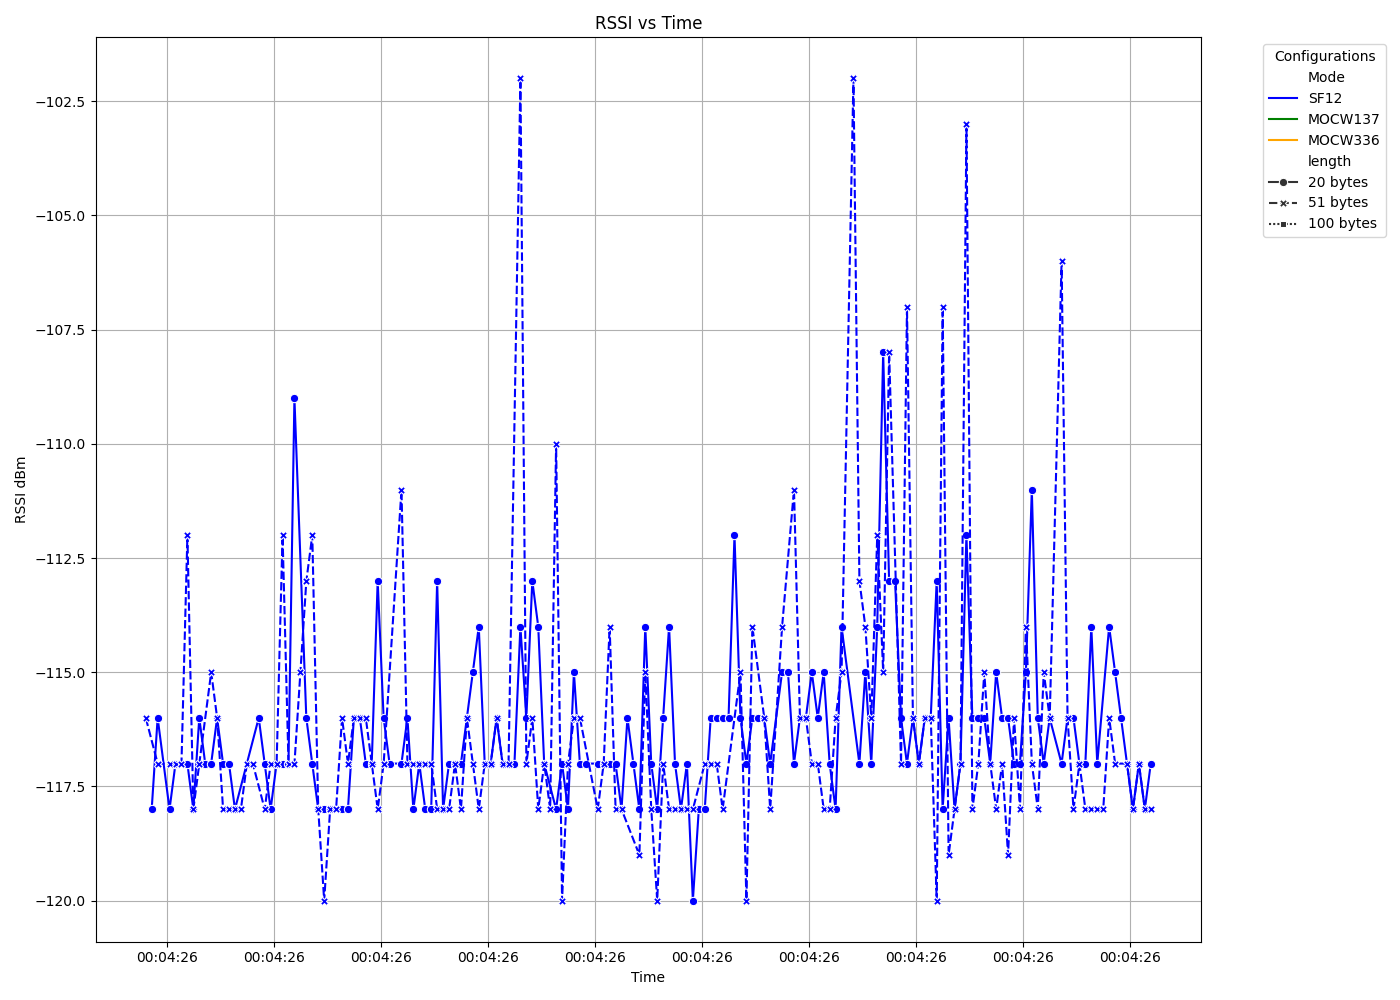 RSSI vs Time
Configurations
Mode
SF12
MOCW137
MOCW336
length
20 bytes
51 bytes
100 bytes
RSSI dBm
−102.5
−105.0
−107.5
−110.0
−112.5
−115.0
−117.5
−120.0
00:04:26 00:04:26 00:04:26 00:04:26 00:04:26 00:04:26 00:04:26 00:04:26 00:04:26 00:04:26
Time